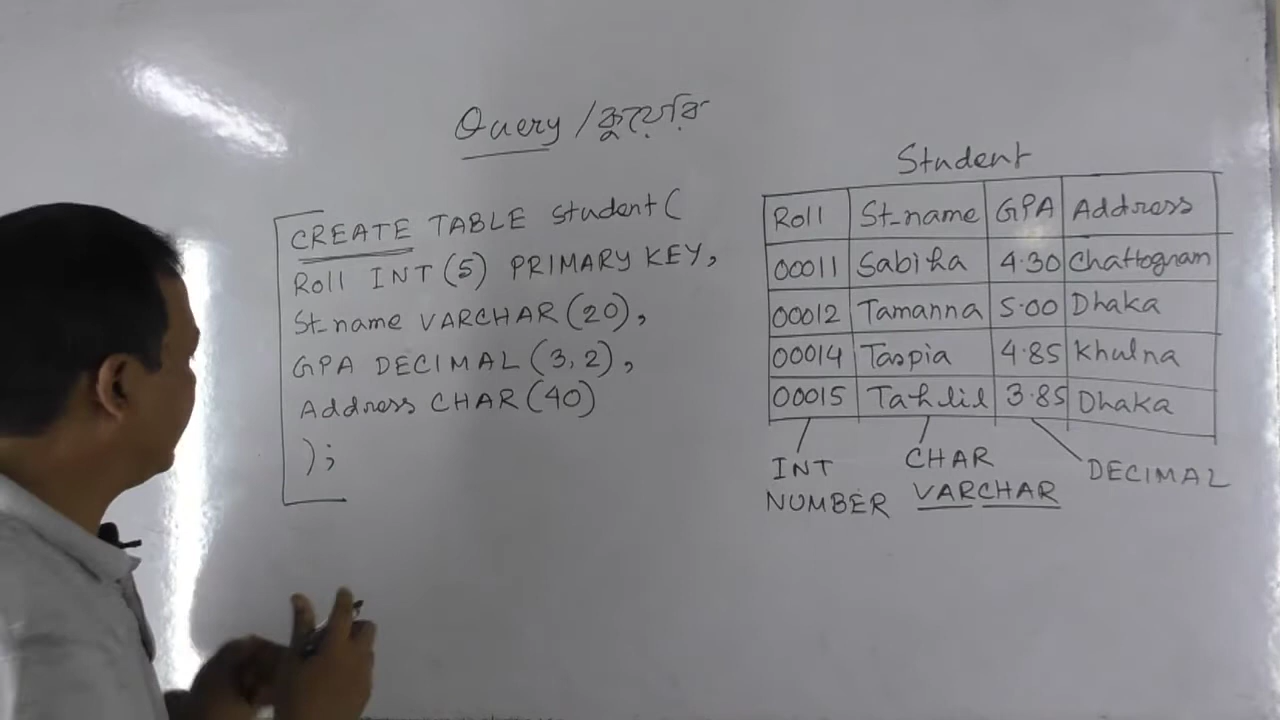 Query / কুয়েরি
CREATE TABLE student (
Roll INT (5) PRIMARY KEY,
St_name VARCHAR (20),
GPA DECIMAL (3, 2),
Address CHAR (40)
);
Student
Roll St_name GPA Address
00011 Sabiha 4.30 Chattogram
00012 Tamanna 5.00 Dhaka
00014 Taspia 4.85 Khulna
00015 Tahlil 3.85 Dhaka
INT CHAR DECIMAL
NUMBER VARCHAR